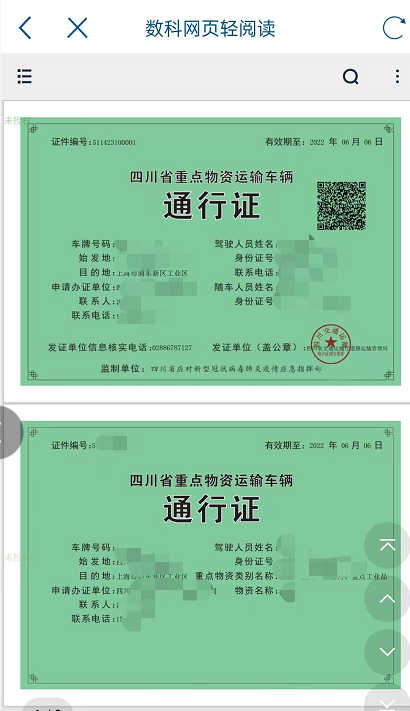 数科网页轻阅读
证件编号:511423100001 有效期至: 2022 年 06 月 06 日
四川省重点物资运输车辆
通行证
车牌号码: 驾驶人员姓名:
始发地: 身份证号
目的地:上海市浦东新区工业区 联系电话:
申请办证单位: 随车人员姓名:
联系人: 身份证号
联系电话:
发证单位信息核实电话:02886787127 发证单位(盖公章):
监制单位: 四川省应对新型冠状病毒肺炎疫情应急指挥部
证件编号:5 有效期至: 2022 年 06 月 06 日
四川省重点物资运输车辆
通行证
车牌号码: 驾驶人员姓名:
始发地: 身份证号
目的地:上海 重点物资类别名称: 重点工业品
申请办证单位:四川 物资名称:
联系人:
联系电话:15